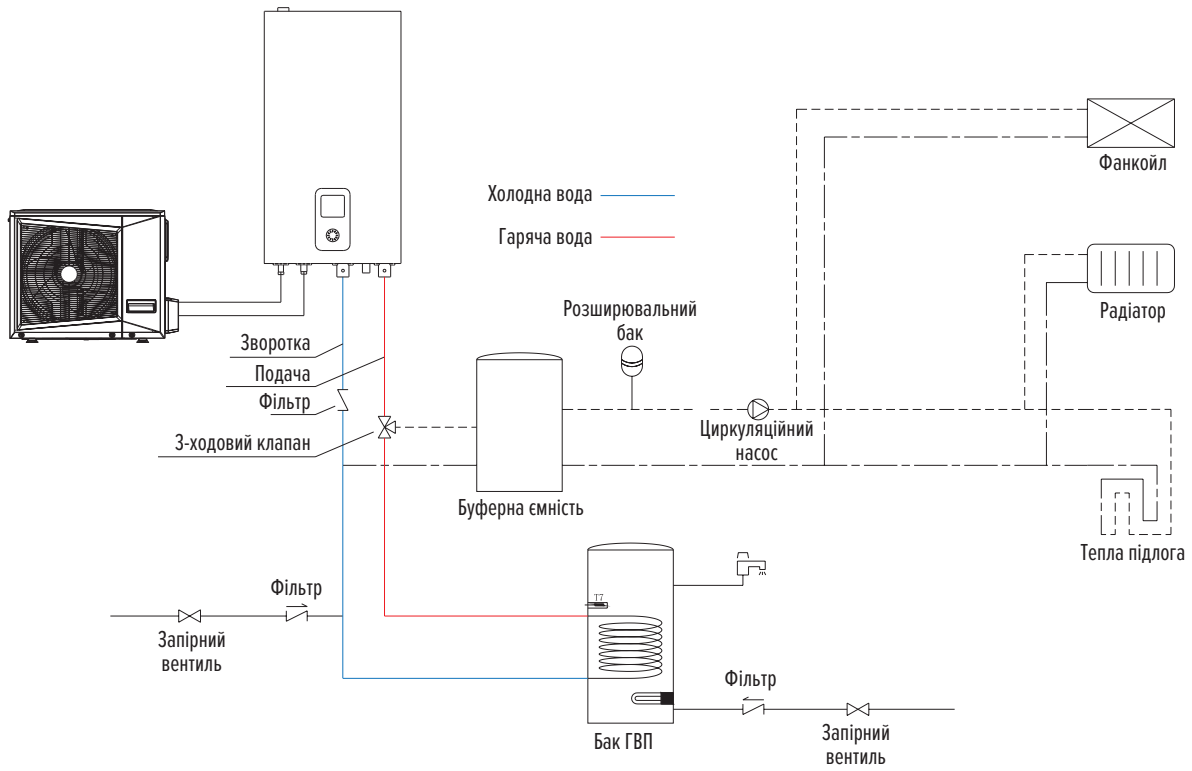 Фанкойл
Холодна вода
Гаряча вода
Радіатор
Розширювальний
бак
Зворотка
Подача
Фільтр
3-ходовий клапан
Циркуляційний
насос
Буферна ємність
Тепла підлога
T7
Фільтр
Запірний
вентиль
Фільтр
Запірний
вентиль
Бак ГВП